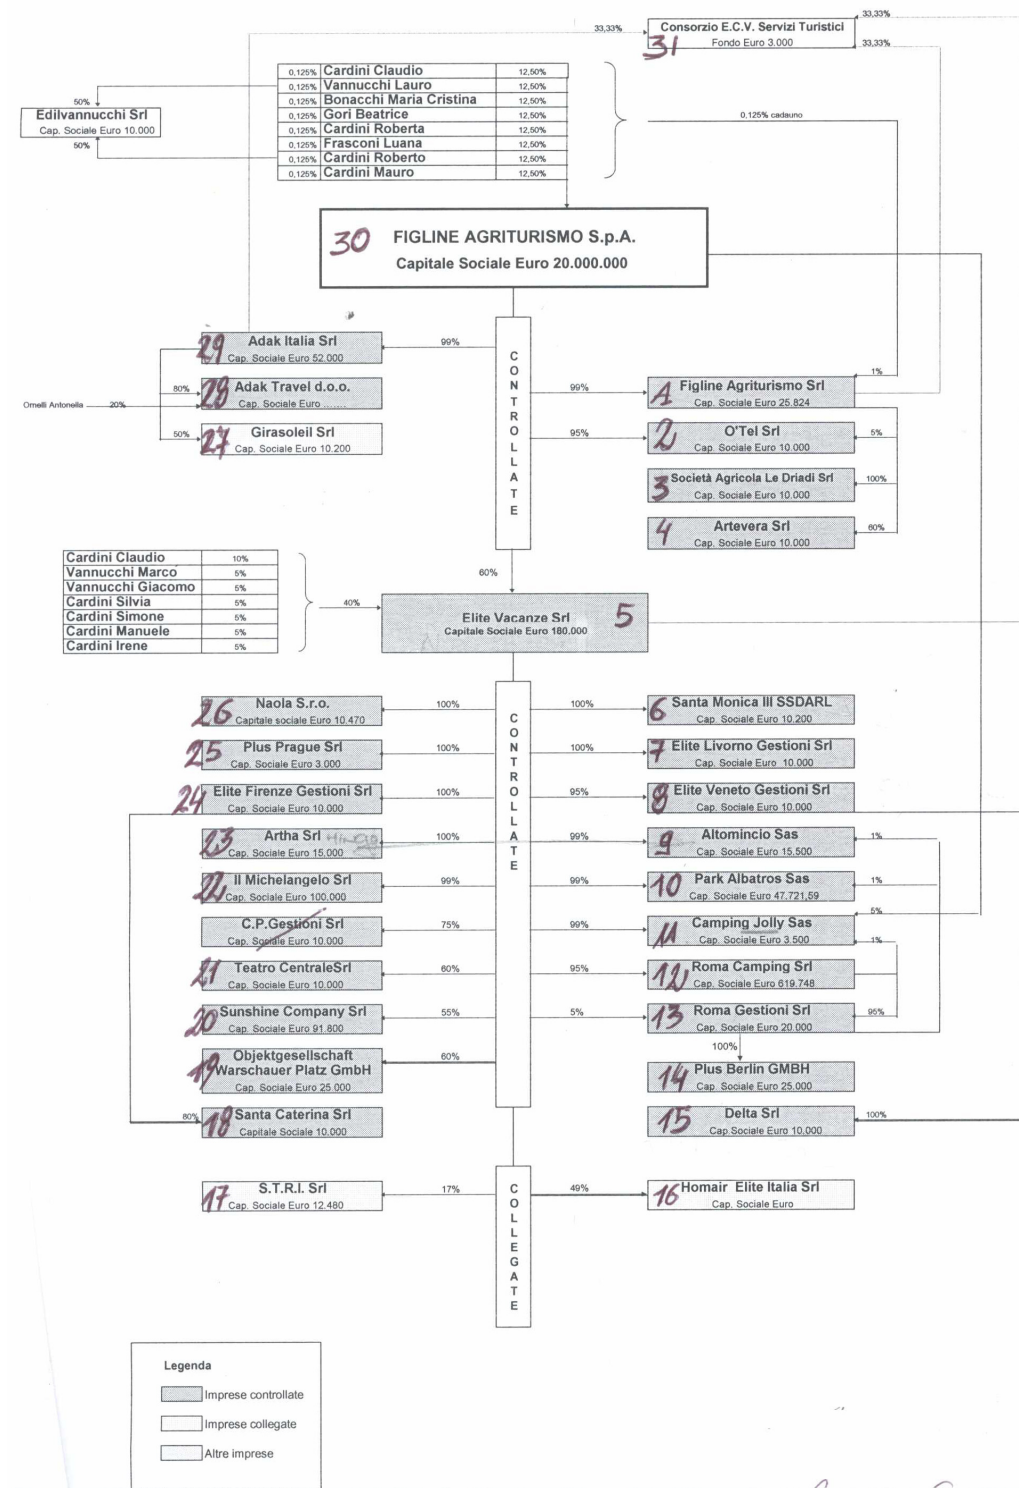 33,33%
33,33%
Consorzio E.C.V. Servizi Turistici
Fondo Euro 3.000
31
33,33%
0,125% Cardini Claudio 12,50%
0,125% Vannucchi Lauro 12,50%
0,125% Bonacchi Maria Cristina 12,50%
0,125% Gori Beatrice 12,50%
0,125% Cardini Roberta 12,50%
0,125% Frasconi Luana 12,50%
0,125% Cardini Roberto 12,50%
0,125% Cardini Mauro 12,50%
50%
Edilvannucchi Srl
Cap. Sociale Euro 10.000
50%
0,125% cadauno
30 FIGLINE AGRITURISMO S.p.A.
Capitale Sociale Euro 20.000.000
CONTROLLATE
29 Adak Italia Srl
Cap. Sociale Euro 52.000
99%
28 Adak Travel d.o.o.
Cap. Sociale Euro ........
80%
Ornelli Antonella 20%
27 Girasoleil Srl
Cap. Sociale Euro 10.200
50%
99%
1 Figline Agriturismo Srl
Cap. Sociale Euro 25.824
1%
95%
2 O'Tel Srl
Cap. Sociale Euro 10.000
5%
3 Società Agricola Le Driadi Srl
Cap. Sociale Euro 10.000
100%
4 Artevera Srl
Cap. Sociale Euro 10.000
60%
Cardini Claudio 10%
Vannucchi Marco 5%
Vannucchi Giacomo 5%
Cardini Silvia 5%
Cardini Simone 5%
Cardini Manuele 5%
Cardini Irene 5%
40%
60%
Elite Vacanze Srl 5
Capitale Sociale Euro 180.000
CONTROLLATE
26 Naola S.r.o.
Capitale sociale Euro 10.470
100%
25 Plus Prague Srl
Cap. Sociale Euro 3.000
100%
24 Elite Firenze Gestioni Srl
Cap. Sociale Euro 10.000
100%
23 Artha Srl
Cap. Sociale Euro 15.000
100%
22 Il Michelangelo Srl
Cap. Sociale Euro 100.000
99%
C.P.Gestioni Srl
Cap. Sociale Euro 10.000
75%
21 Teatro CentraleSrl
Cap. Sociale Euro 10.000
60%
20 Sunshine Company Srl
Cap. Sociale Euro 91.800
55%
19 Objektgesellschaft
Warschauer Platz GmbH
Cap. Sociale Euro 25.000
60%
80%
18 Santa Caterina Srl
Capitale Sociale 10.000
100%
6 Santa Monica III SSDARL
Cap. Sociale Euro 10.200
100%
7 Elite Livorno Gestioni Srl
Cap. Sociale Euro 10.000
95%
8 Elite Veneto Gestioni Srl
Cap. Sociale Euro 10.000
99%
9 Altomincio Sas
Cap. Sociale Euro 15.500
1%
99%
10 Park Albatros Sas
Cap. Sociale Euro 47.721,59
1%
99%
11 Camping Jolly Sas
Cap. Sociale Euro 3.500
5%
1%
95%
12 Roma Camping Srl
Cap. Sociale Euro 619.748
5%
13 Roma Gestioni Srl
Cap. Sociale Euro 20.000
95%
100%
14 Plus Berlin GMBH
Cap. Sociale Euro 25.000
15 Delta Srl
Cap.Sociale Euro 10.000
100%
COLLEGATE
17 S.T.R.I. Srl
Cap. Sociale Euro 12.480
17%
49%
16 Homair Elite Italia Srl
Cap. Sociale Euro
Legenda
Imprese controllate
Imprese collegate
Altre imprese